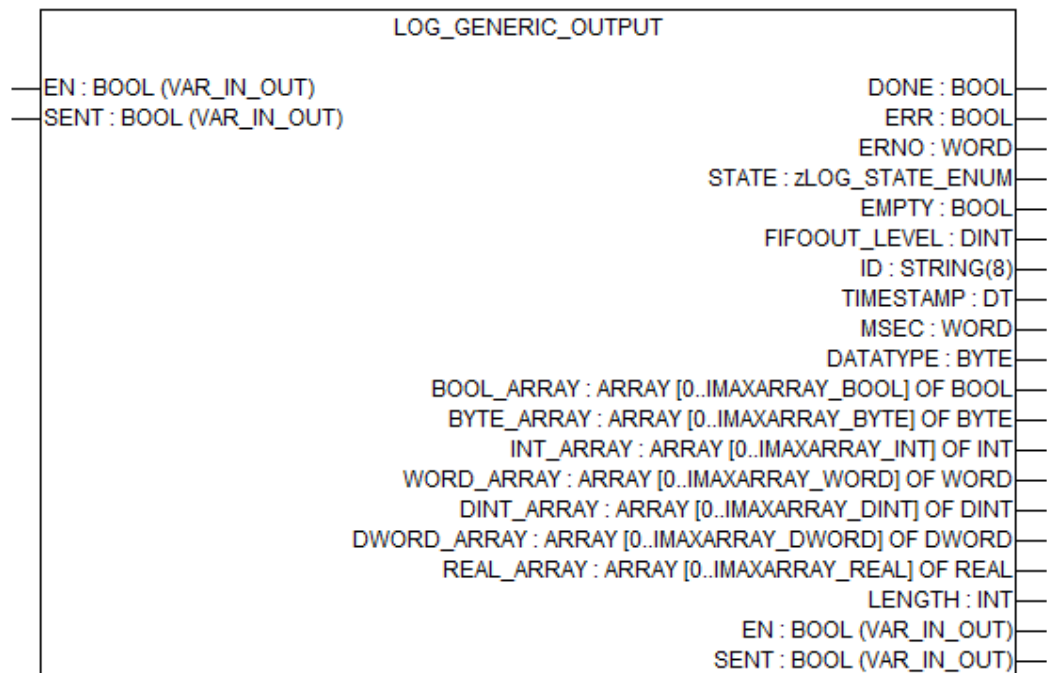 LOG_GENERIC_OUTPUT
EN : BOOL (VAR_IN_OUT)
SENT : BOOL (VAR_IN_OUT)
DONE : BOOL
ERR : BOOL
ERNO : WORD
STATE : zLOG_STATE_ENUM
EMPTY : BOOL
FIFOOUT_LEVEL : DINT
ID : STRING(8)
TIMESTAMP : DT
MSEC : WORD
DATATYPE : BYTE
BOOL_ARRAY : ARRAY [0..IMAXARRAY_BOOL] OF BOOL
BYTE_ARRAY : ARRAY [0..IMAXARRAY_BYTE] OF BYTE
INT_ARRAY : ARRAY [0..IMAXARRAY_INT] OF INT
WORD_ARRAY : ARRAY [0..IMAXARRAY_WORD] OF WORD
DINT_ARRAY : ARRAY [0..IMAXARRAY_DINT] OF DINT
DWORD_ARRAY : ARRAY [0..IMAXARRAY_DWORD] OF DWORD
REAL_ARRAY : ARRAY [0..IMAXARRAY_REAL] OF REAL
LENGTH : INT
EN : BOOL (VAR_IN_OUT)
SENT : BOOL (VAR_IN_OUT)